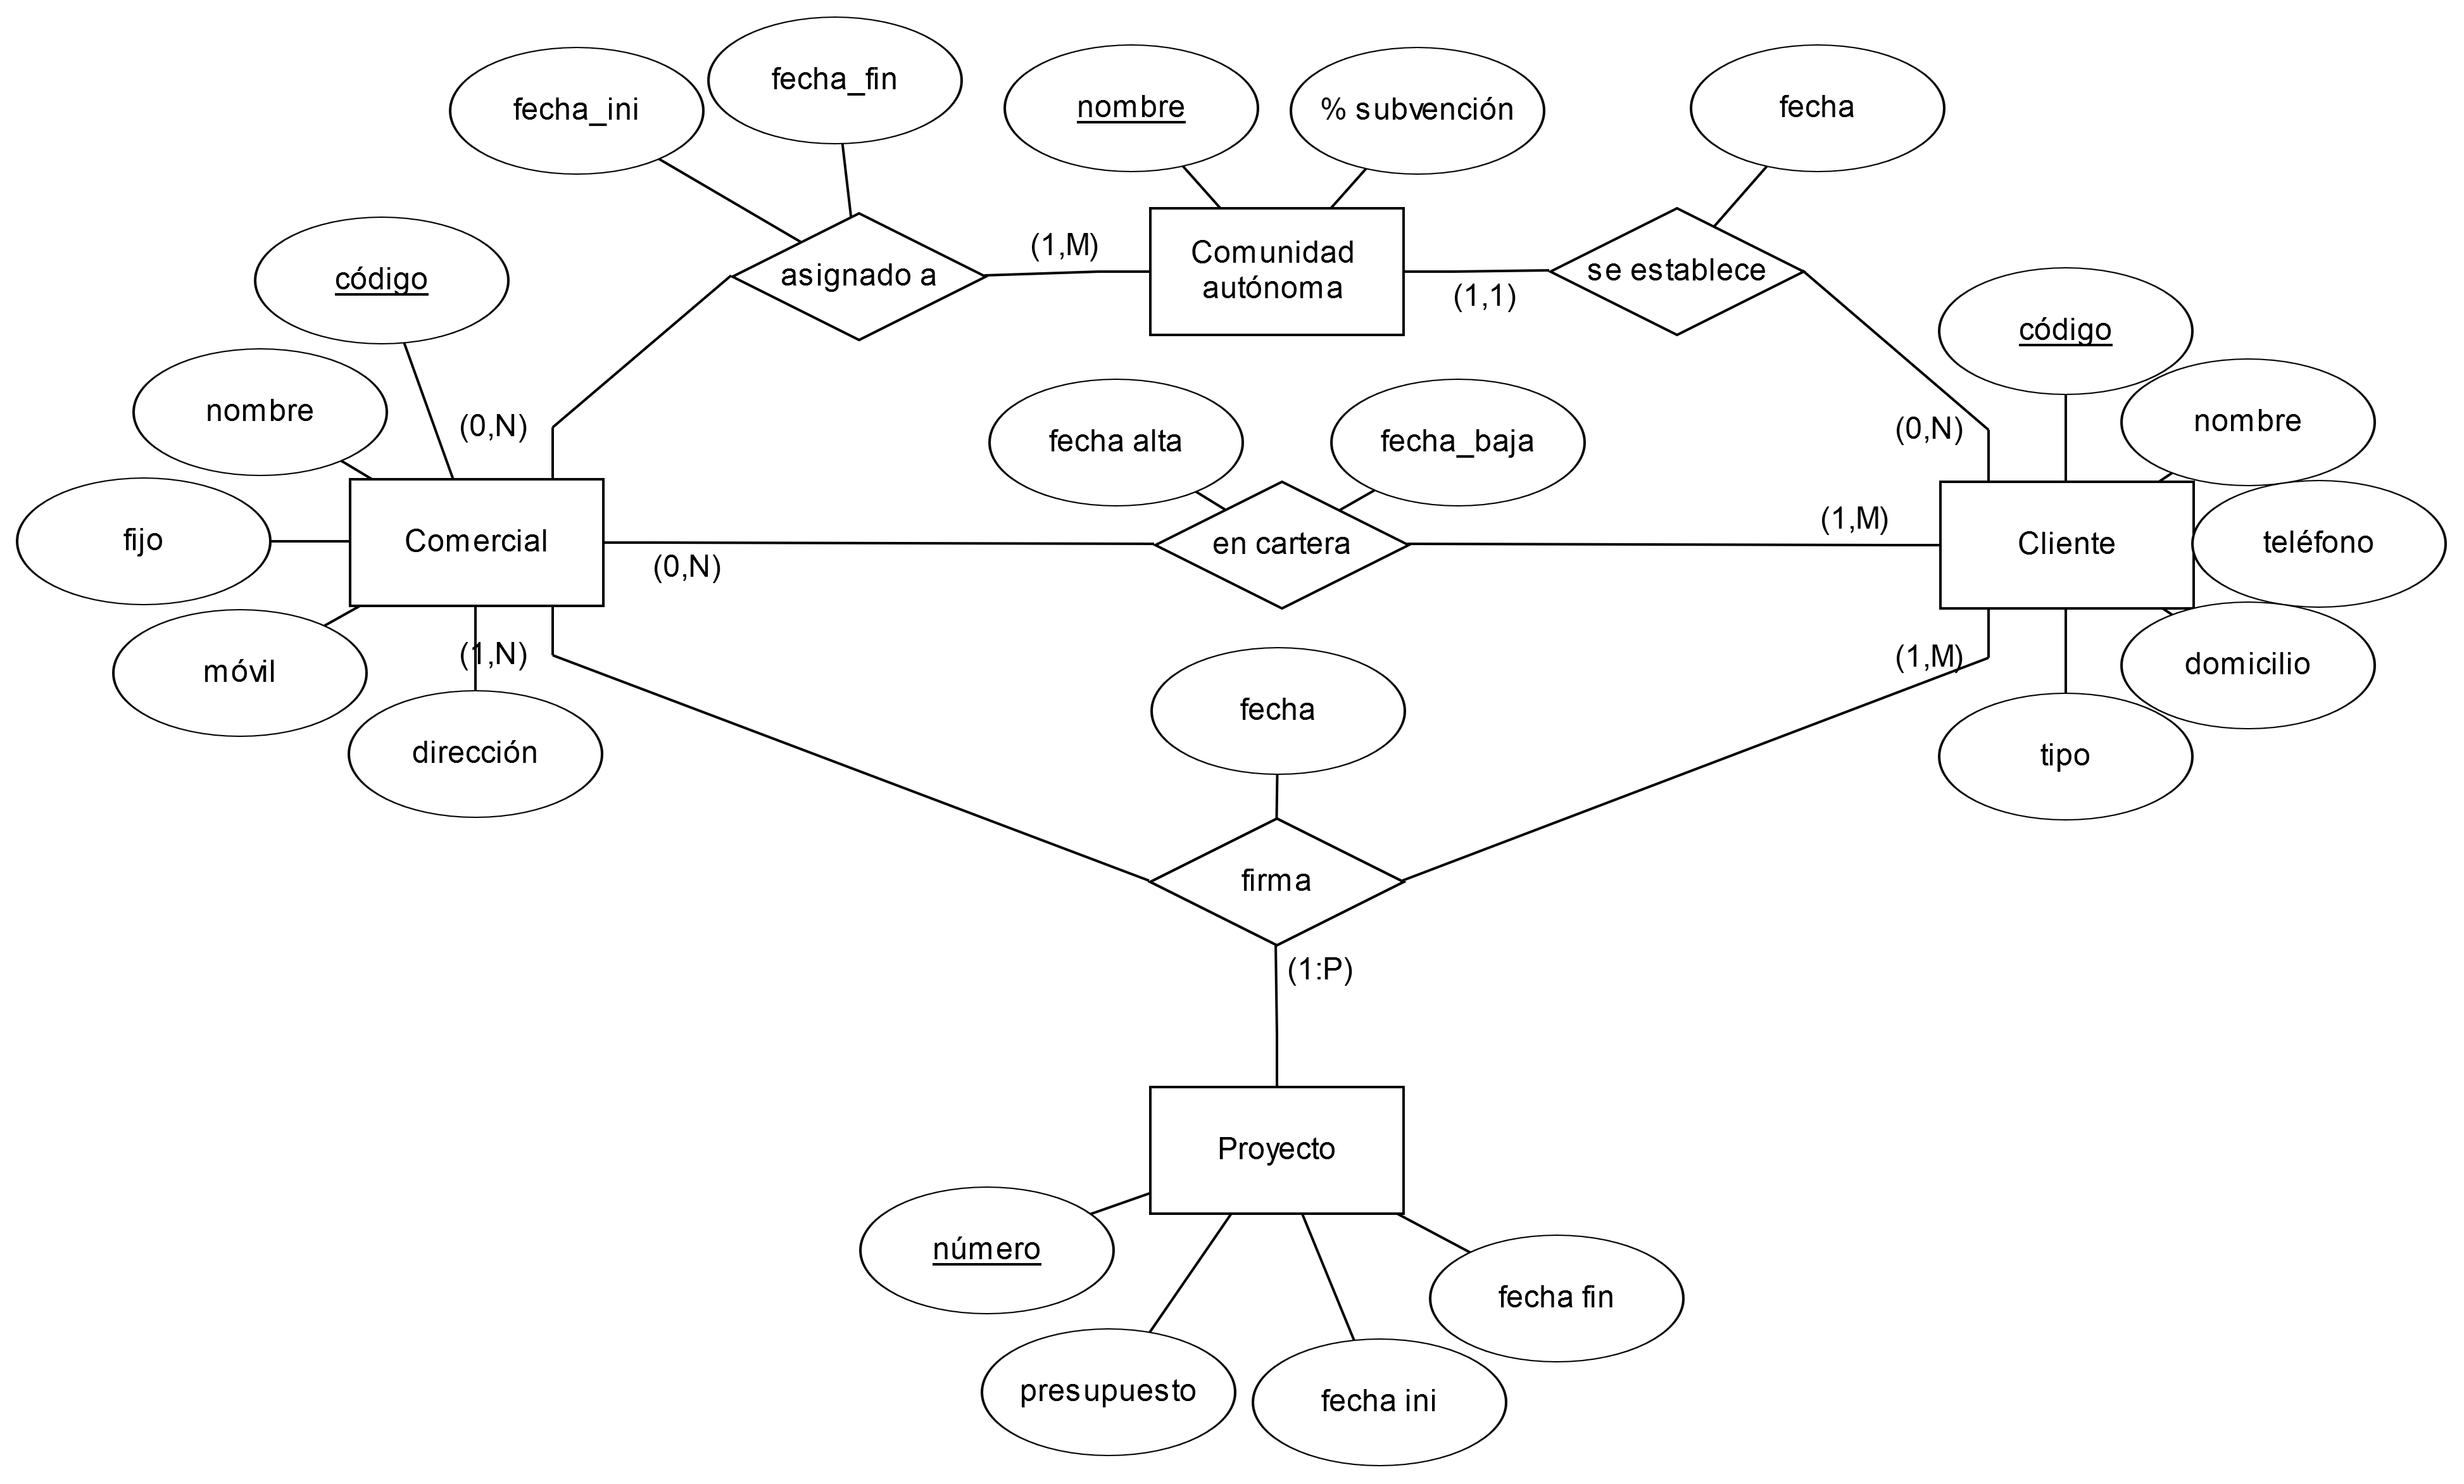 fecha_fin
fecha_ini
nombre
% subvención
fecha
(1,M)
Comunidad
autónoma
asignado a
se establece
(1,1)
código
código
nombre
(0,N)
(0,N)
nombre
fecha alta
fecha_baja
(1,M)
fijo
Comercial
(0,N)
en cartera
Cliente
teléfono
móvil
(1,N)
(1,M)
domicilio
fecha
dirección
tipo
firma
(1:P)
Proyecto
número
fecha fin
presupuesto
fecha ini